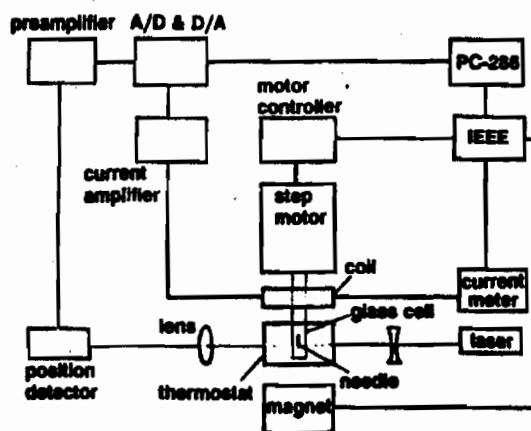 preamplifier
A/D & D/A
PC-286
motor
controller
IEEE
current
amplifier
step
motor
coil
current
meter
glass cell
lens
laser
position
detector
thermostat
needle
magnet